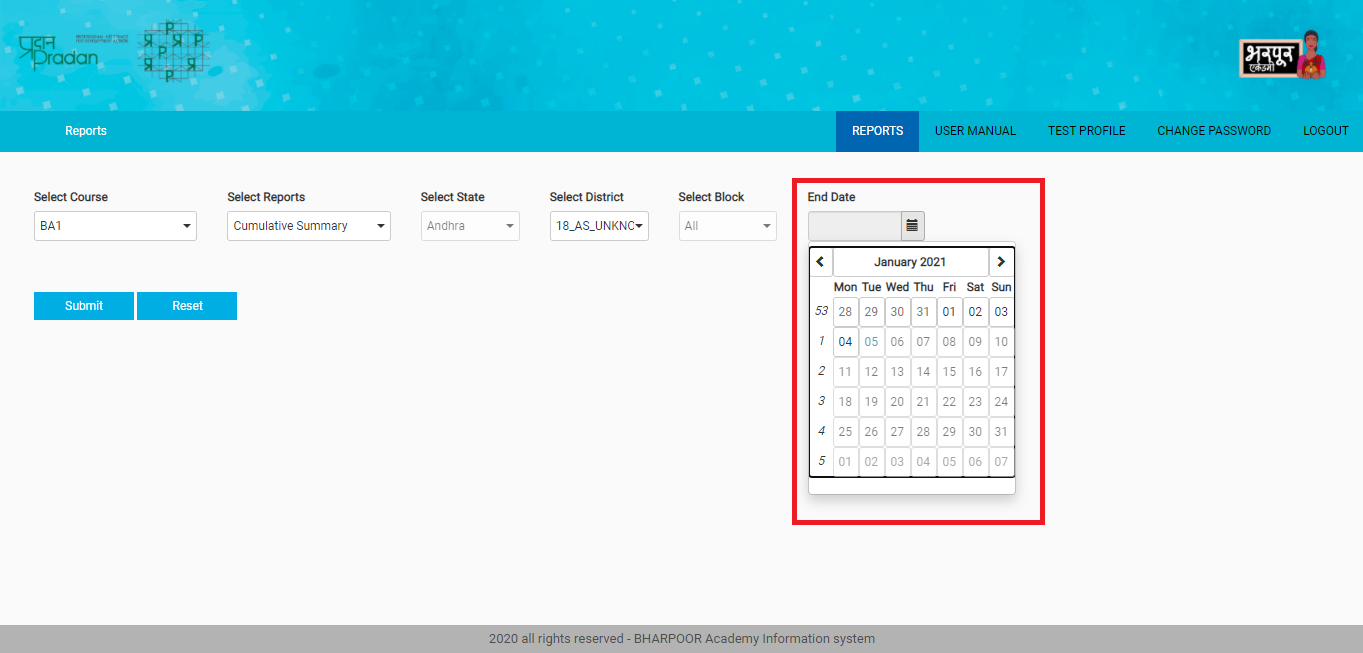 प्रदान
Pradan
P
P P P
P P P
P
भरपूर
एकेडमी
Reports
REPORTS USER MANUAL TEST PROFILE CHANGE PASSWORD LOGOUT
Select Course Select Reports Select State Select District Select Block End Date
BA1 Cumulative Summary Andhra 18_AS_UNKNC All
January 2021
Mon Tue Wed Thu Fri Sat Sun
53 28 29 30 31 01 02 03
Submit Reset
1 04 05 06 07 08 09 10
2 11 12 13 14 15 16 17
3 18 19 20 21 22 23 24
4 25 26 27 28 29 30 31
5 01 02 03 04 05 06 07
2020 all rights reserved - BHARPOOR Academy Information system